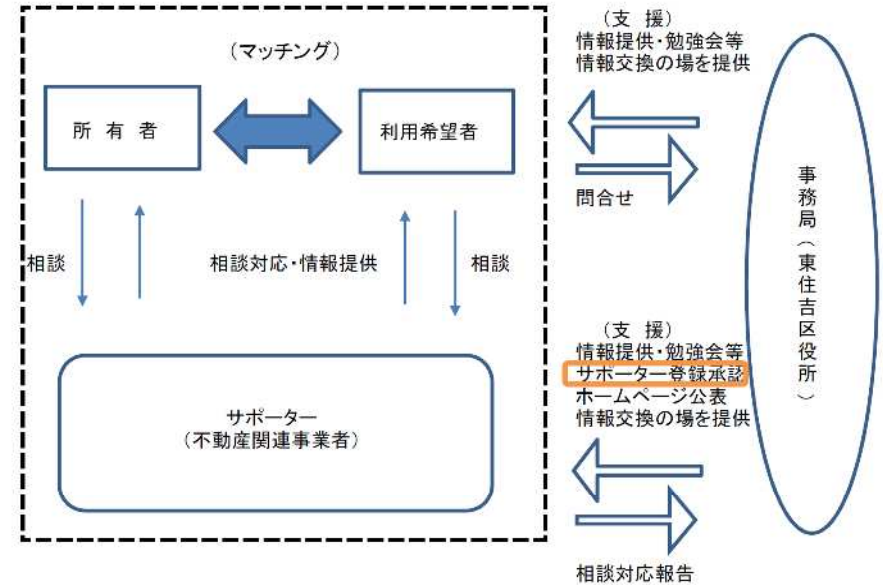 (マッチング)
所 有 者
利用希望者
相談
相談対応・情報提供
相談
サポーター
(不動産関連事業者)
(支 援)
情報提供・勉強会等
情報交換の場を提供
問合せ
(支 援)
情報提供・勉強会等
サポーター登録承認
ホームページ公表
情報交換の場を提供
相談対応報告
事務局(東住吉区役所)